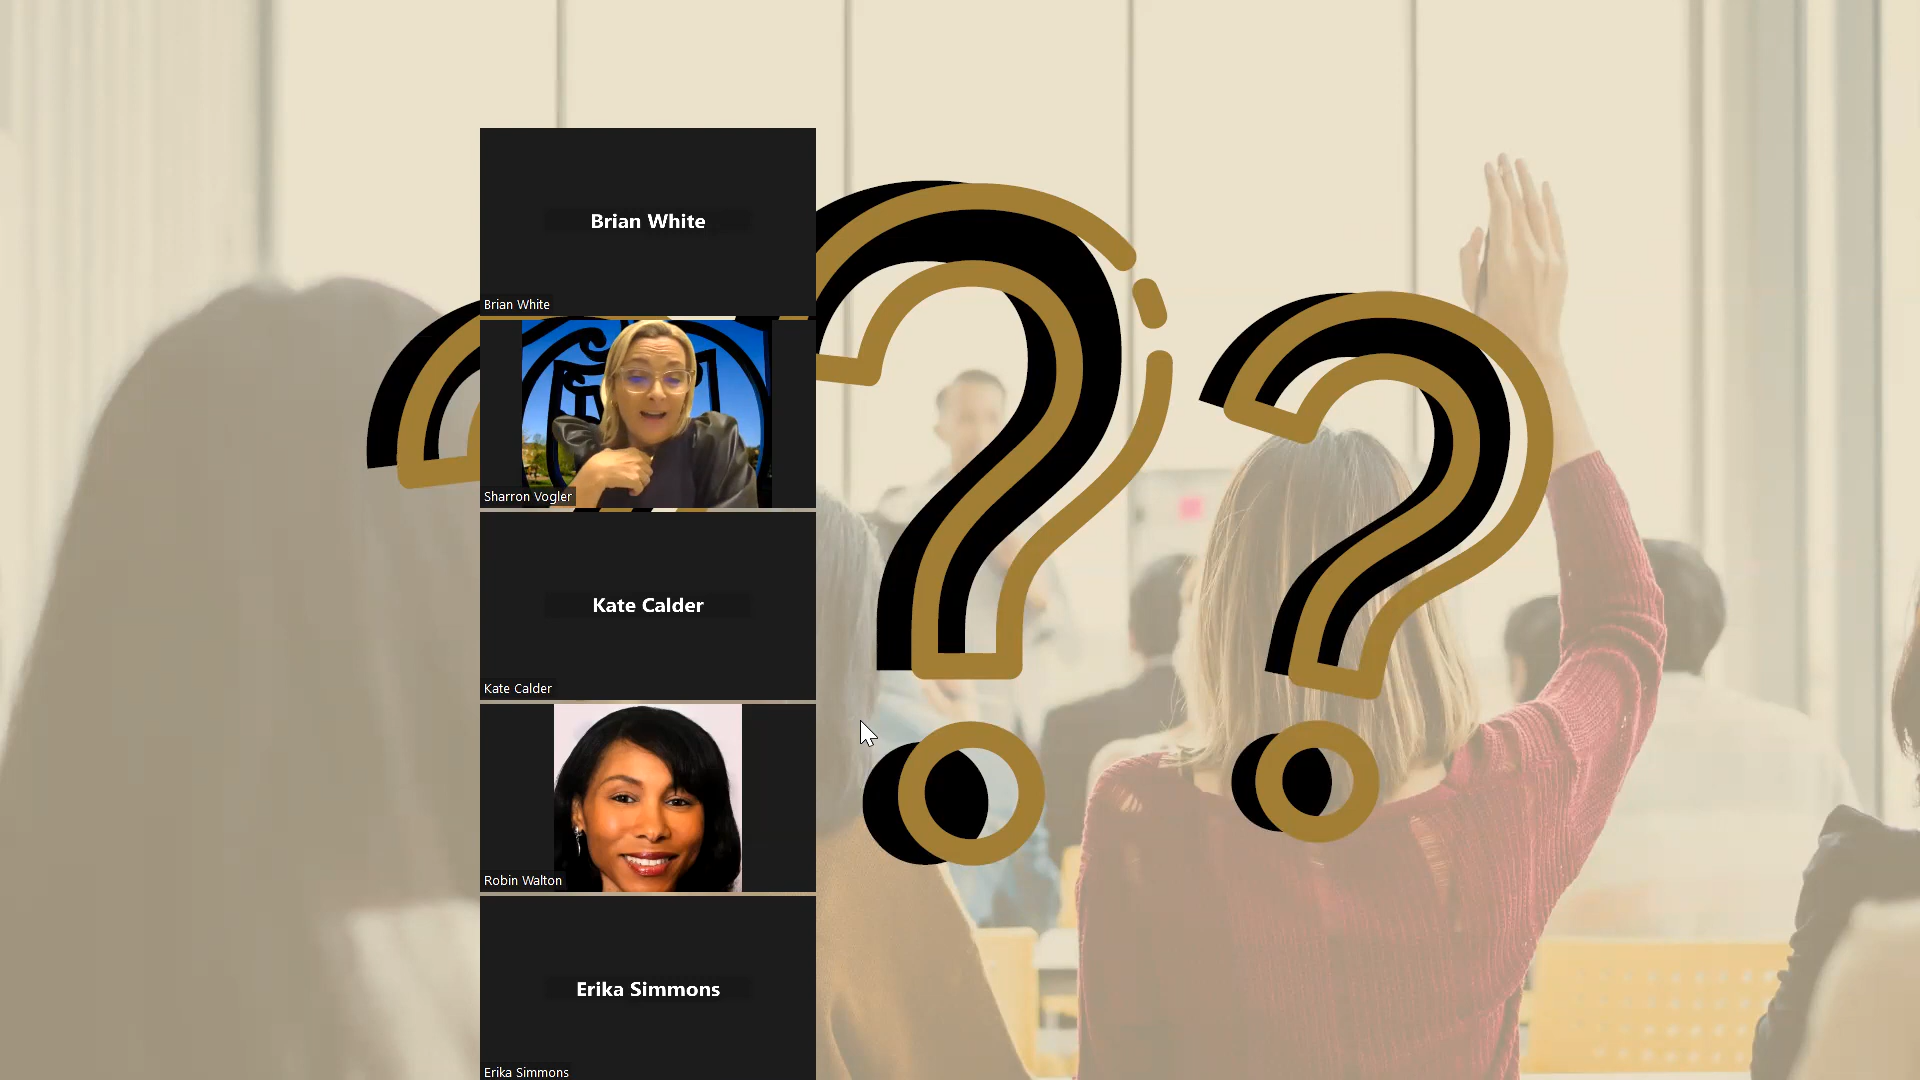 Brian White
Brian White
Sharron Vogler
Kate Calder
Kate Calder
Robin Walton
Erika Simmons
Erika Simmons